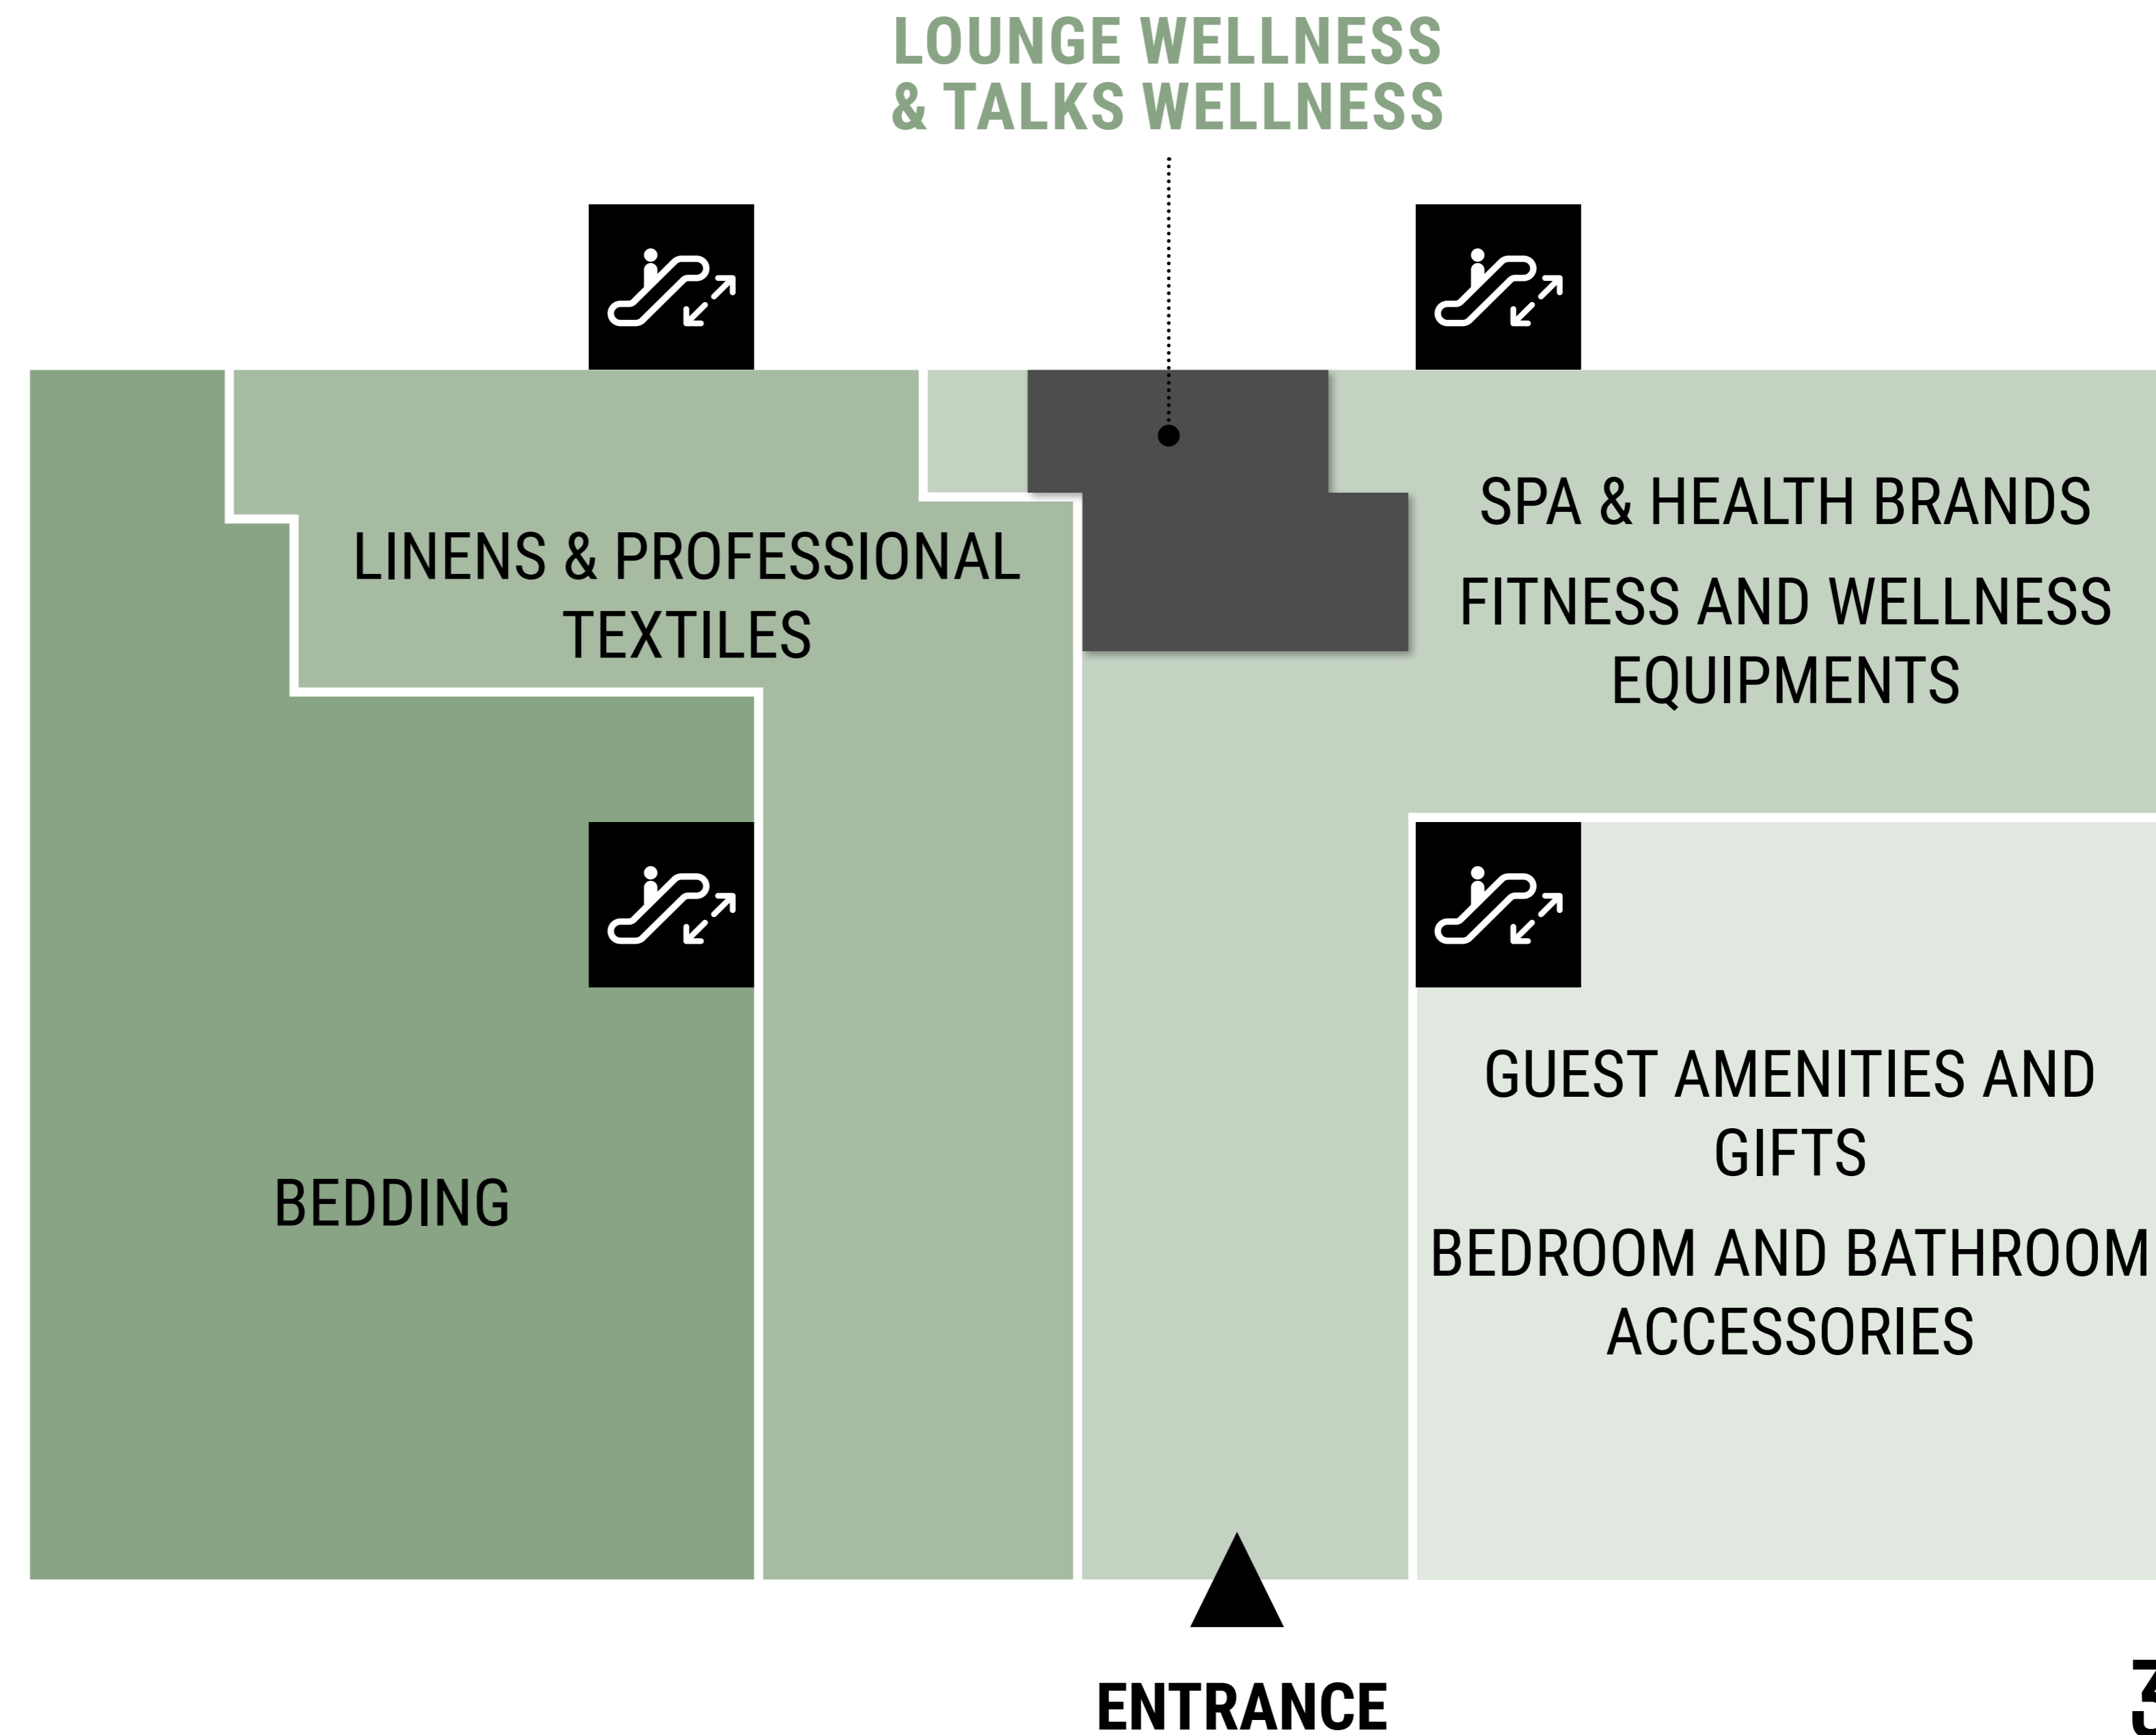 LOUNGE WELLNESS
& TALKS WELLNESS
LINENS & PROFESSIONAL
TEXTILES
SPA & HEALTH BRANDS
FITNESS AND WELLNESS
EQUIPMENTS
BEDDING
GUEST AMENITIES AND
GIFTS
BEDROOM AND BATHROOM
ACCESSORIES
ENTRANCE